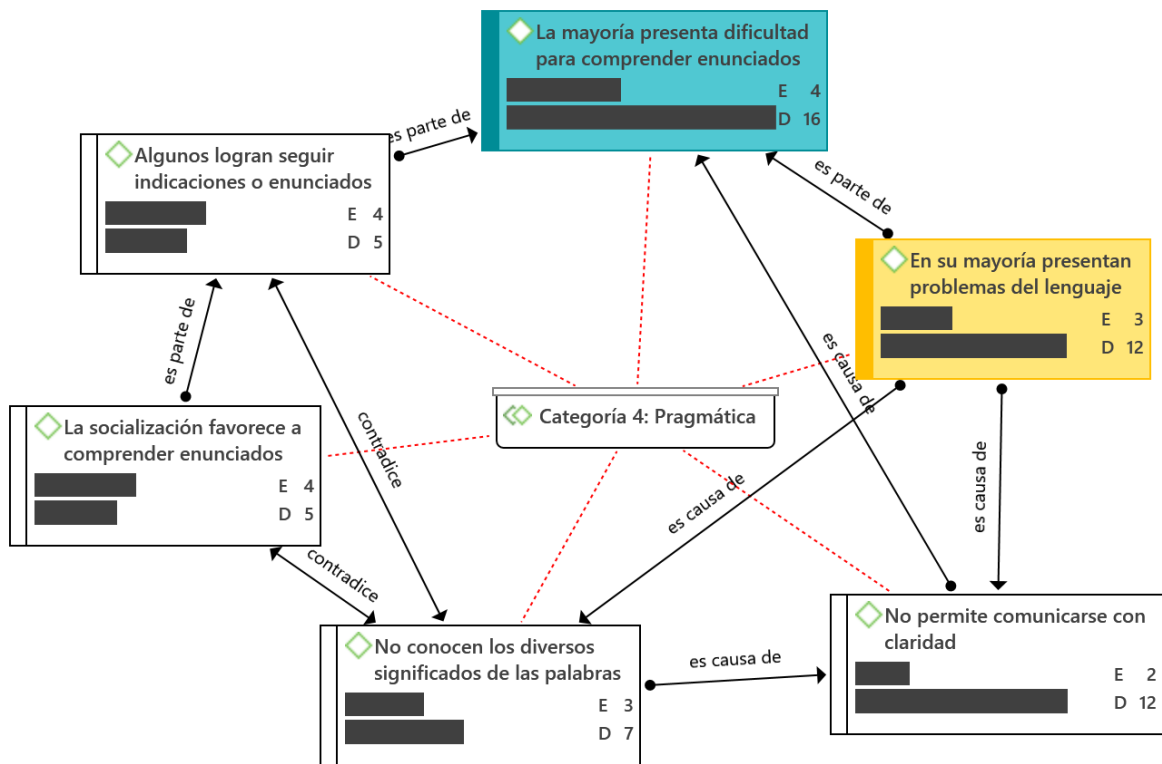 La mayoría presenta dificultad
para comprender enunciados
E 4
D 16
es parte de
Algunos logran seguir
indicaciones o enunciados
E 4
D 5
es parte de
En su mayoría presentan
problemas del lenguaje
E 3
D 12
es parte de
es causa de
contradice
Categoría 4: Pragmática
La socialización favorece a
comprender enunciados
E 4
D 5
es causa de
es causa de
contradice
No conocen los diversos
significados de las palabras
E 3
D 7
es causa de
No permite comunicarse con
claridad
E 2
D 12